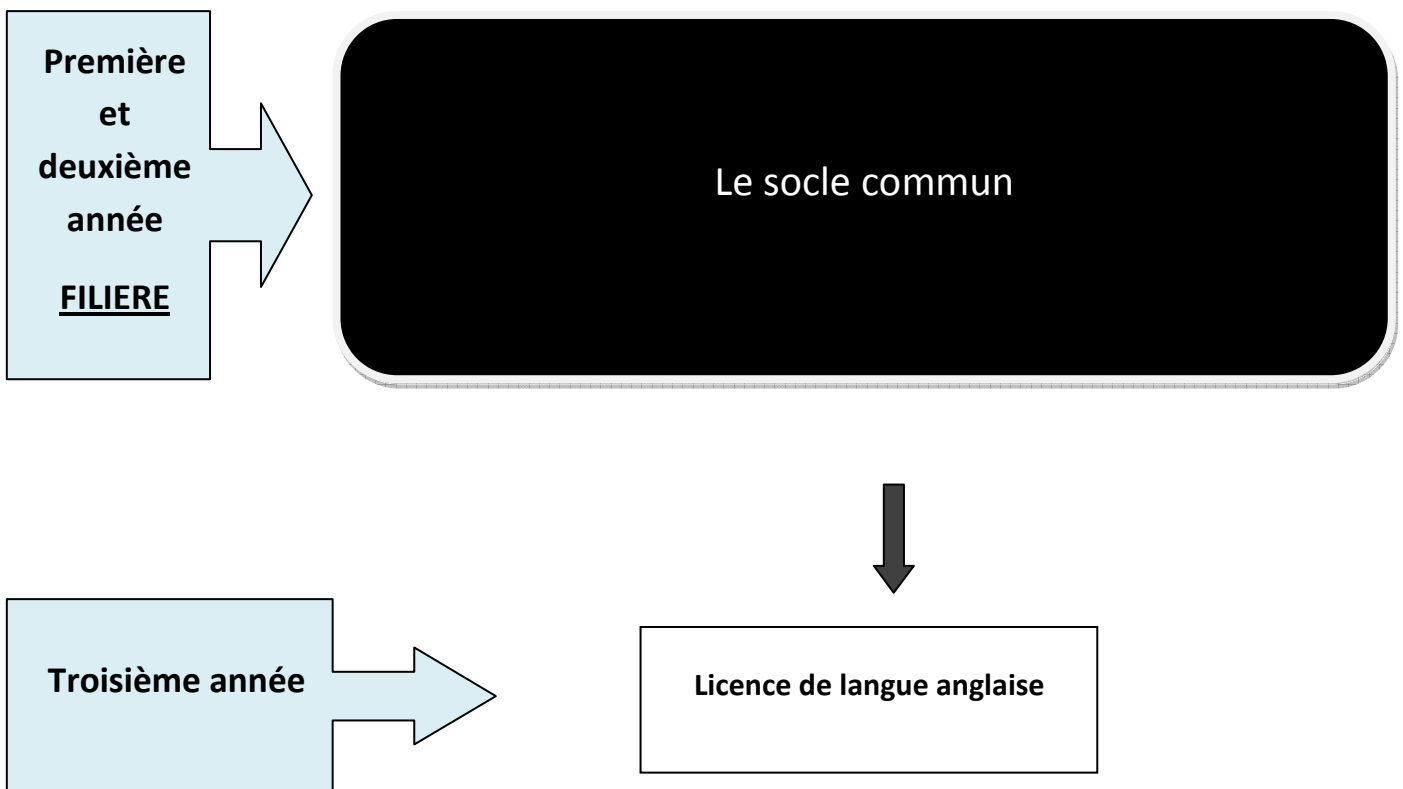 Première
et
deuxième
année
FILIERE
Le socle commun
Troisième année
Licence de langue anglaise